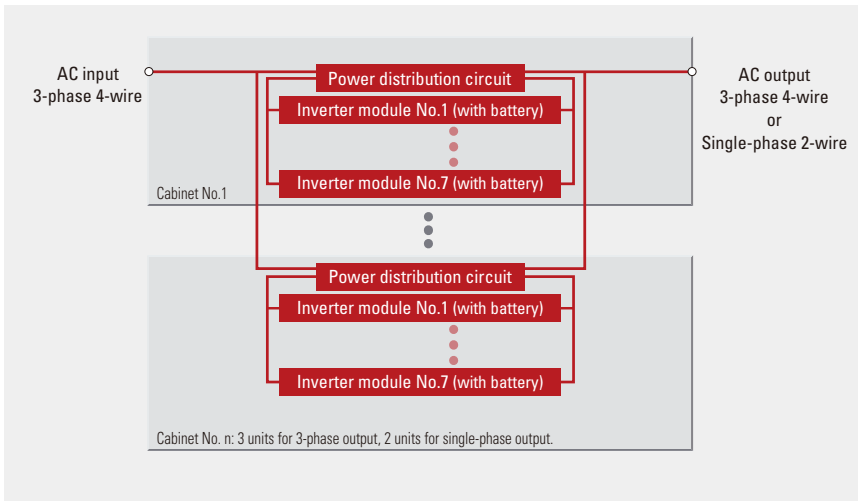 AC input
3-phase 4-wire
Power distribution circuit
AC output
3-phase 4-wire
or
Single-phase 2-wire
Inverter module No.1 (with battery)
Inverter module No.7 (with battery)
Cabinet No.1
Power distribution circuit
Inverter module No.1 (with battery)
Inverter module No.7 (with battery)
Cabinet No. n: 3 units for 3-phase output, 2 units for single-phase output.